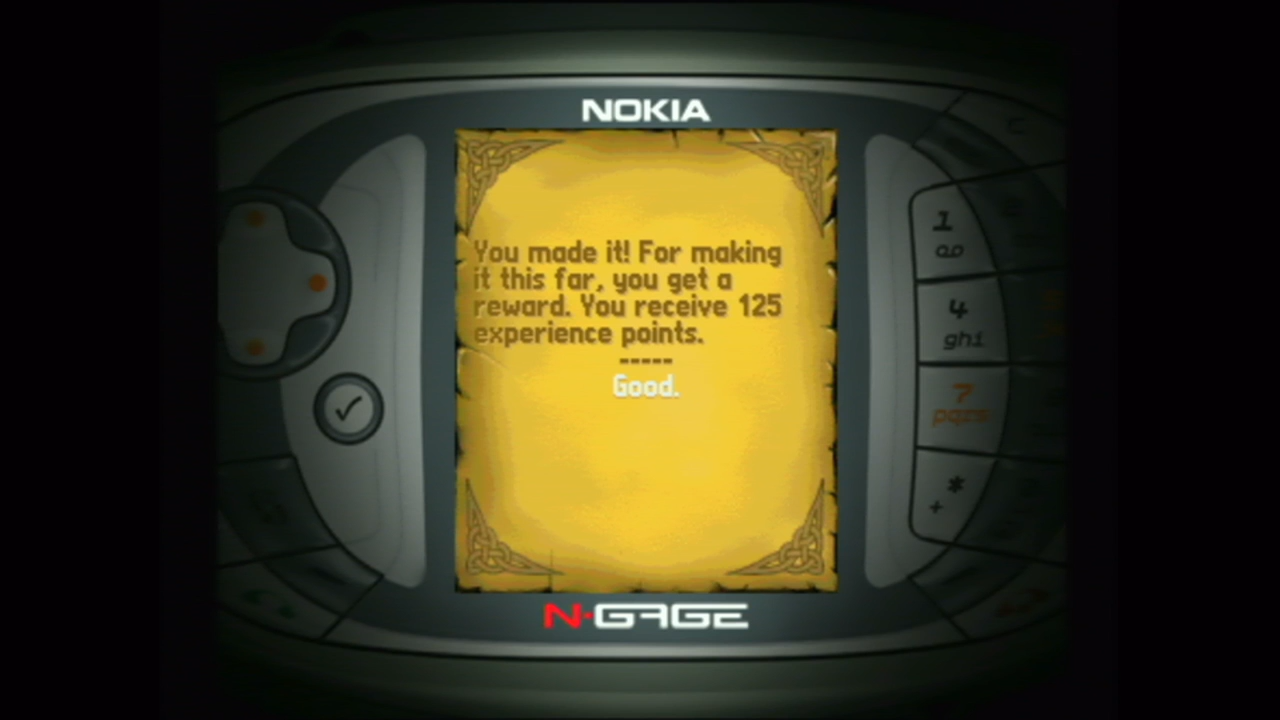 NOKIA
You made it! For making
it this far, you get a
reward. You receive 125
experience points.
-----
Good.
N-GAGE
1
4
ghi
7
pqrs
*
+